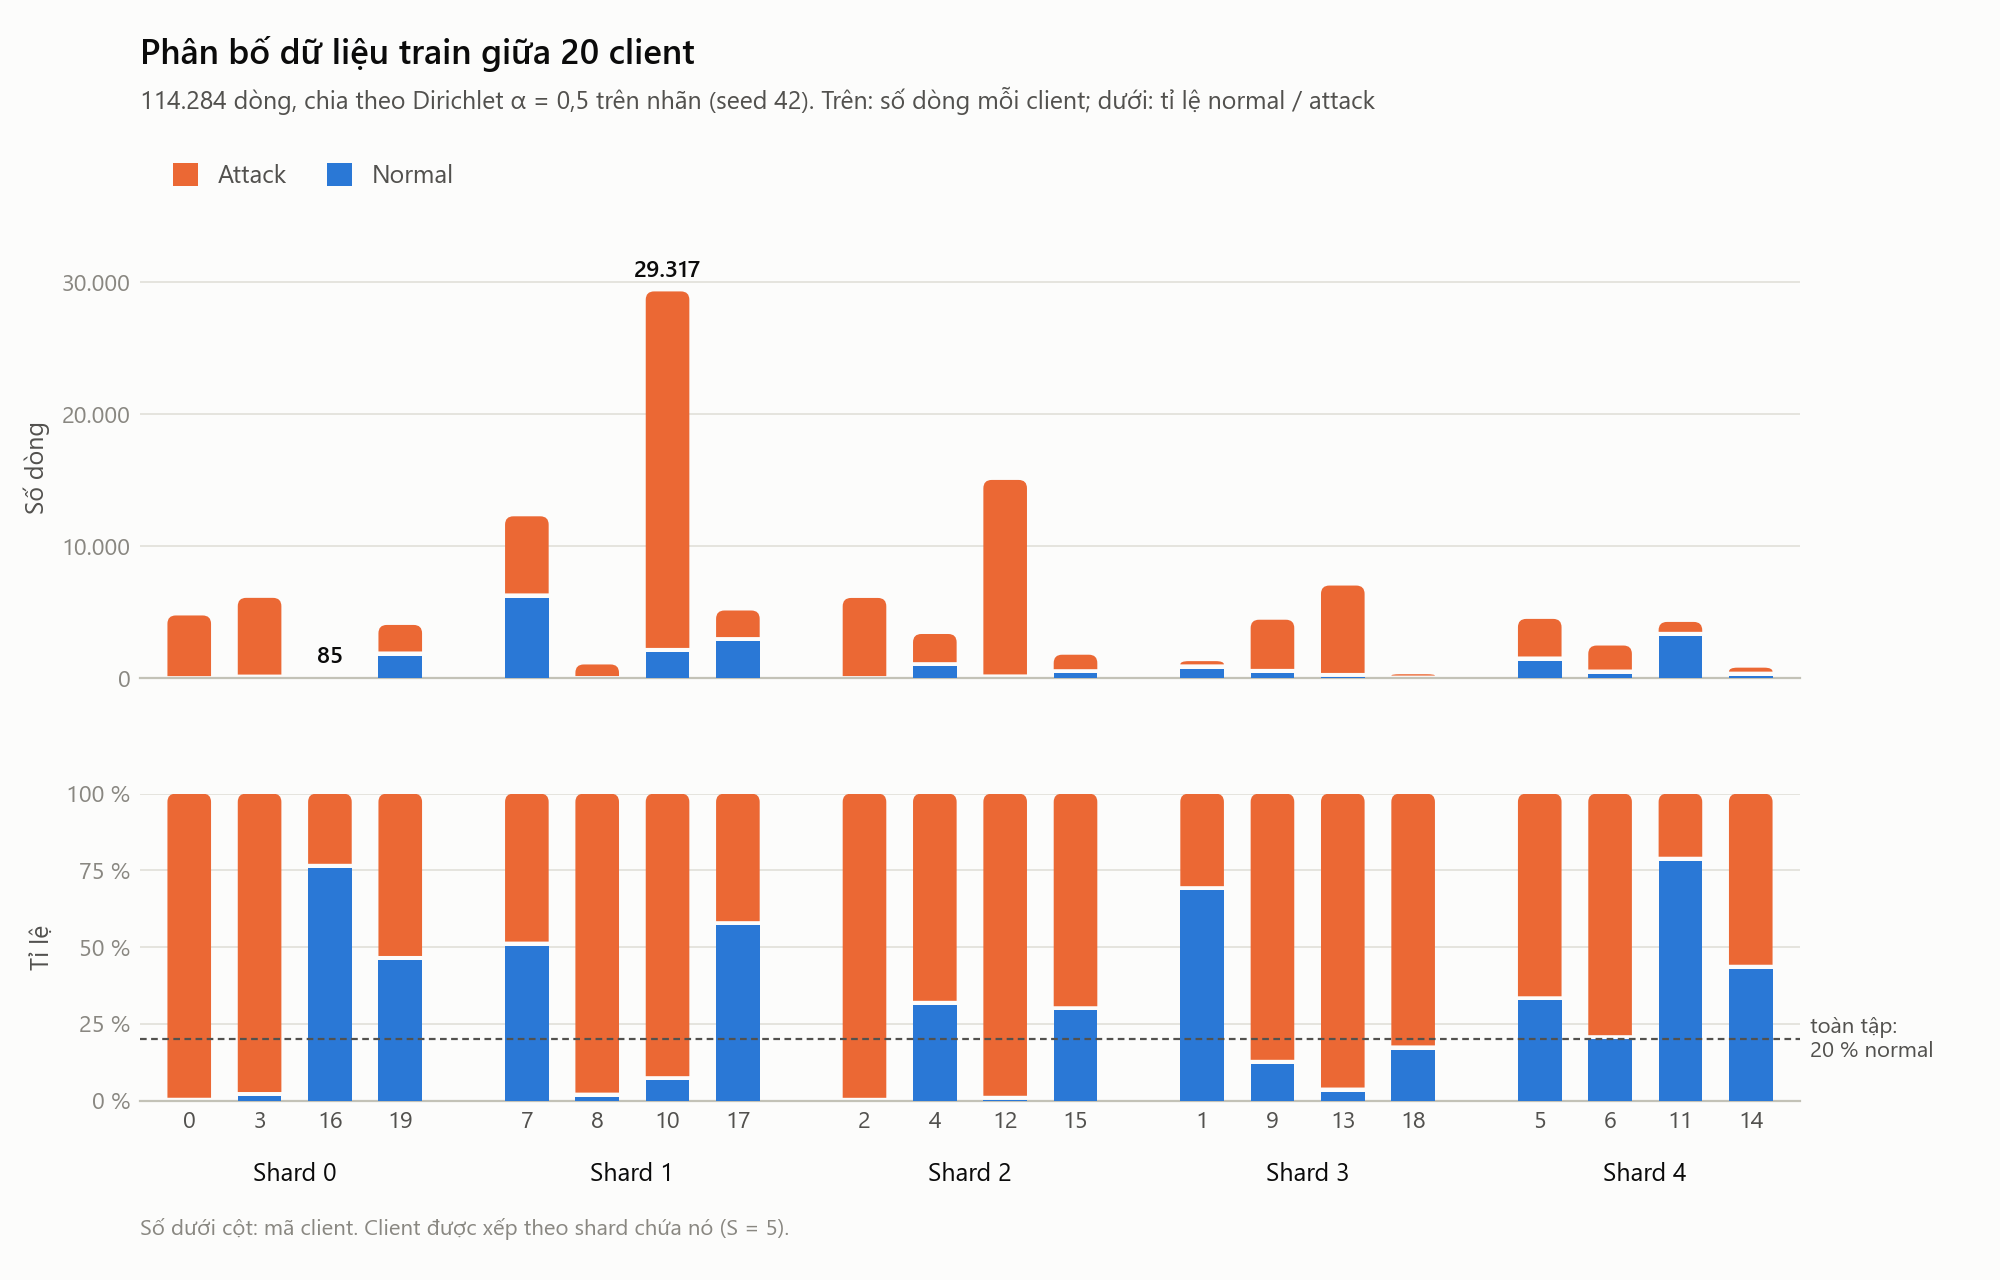 Phân bố dữ liệu train giữa 20 client
114.284 dòng, chia theo Dirichlet α = 0,5 trên nhãn (seed 42). Trên: số dòng mỗi client; dưới: tỉ lệ normal / attack
Attack Normal
29.317
30.000
20.000
Số dòng
10.000
85
0
100 %
75 %
Tỉ lệ
50 %
25 %
toàn tập:
20 % normal
0 %
0 3 16 19 7 8 10 17 2 4 12 15 1 9 13 18 5 6 11 14
Shard 0 Shard 1 Shard 2 Shard 3 Shard 4
Số dưới cột: mã client. Client được xếp theo shard chứa nó (S = 5).